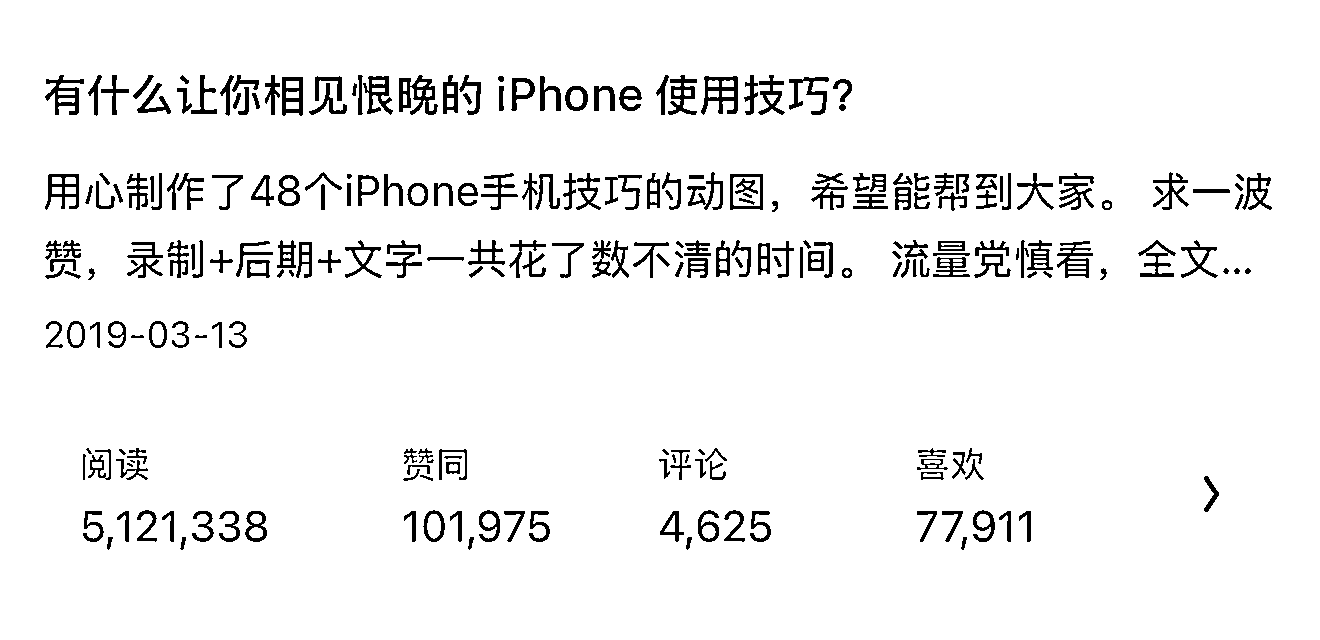 有什么让你相见恨晚的 iPhone 使用技巧?
用心制作了48个iPhone手机技巧的动图，希望能帮到大家。 求一波
赞，录制+后期+文字一共花了数不清的时间。 流量党慎看，全文...
2019-03-13
阅读 赞同 评论 喜欢
5,121,338 101,975 4,625 77,911